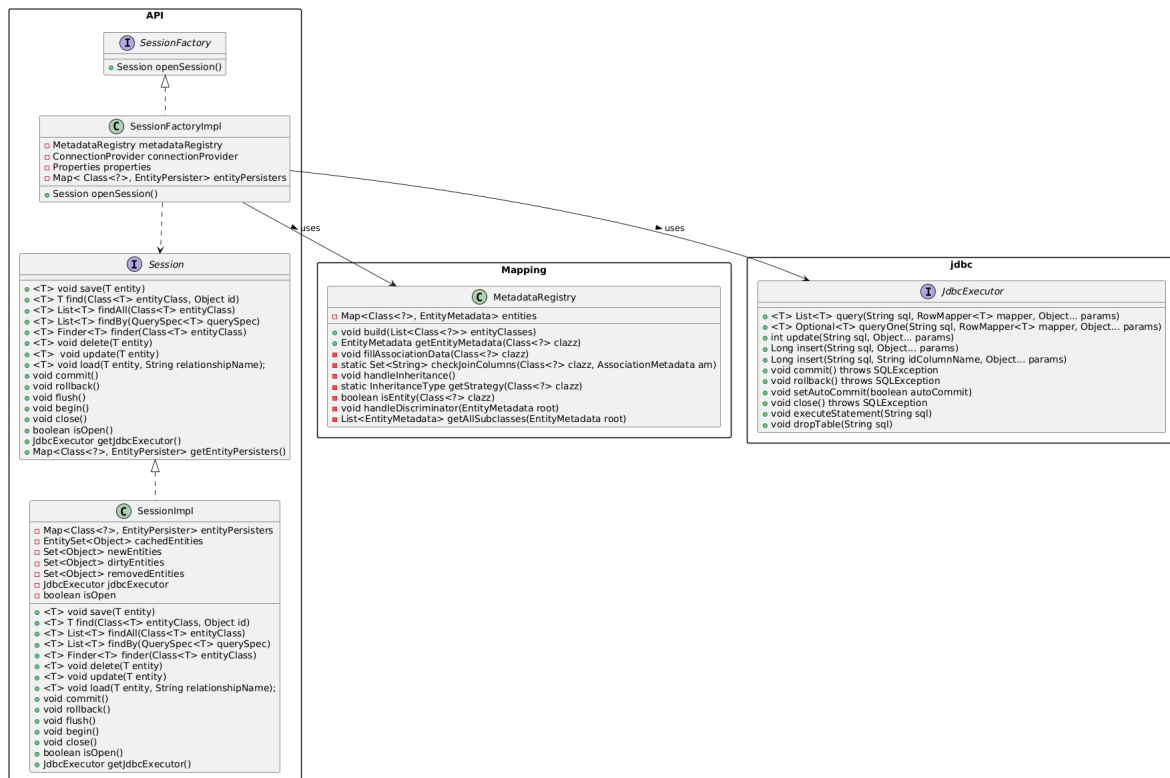 API
I SessionFactory
Session openSession()
C SessionFactoryImpl
MetadataRegistry metadataRegistry
ConnectionProvider connectionProvider
Properties properties
Map< Class<?>, EntityPersister> entityPersisters
Session openSession()
uses
uses
I Session
<T> void save(T entity)
<T> T find(Class<T> entityClass, Object id)
<T> List<T> findAll(Class<T> entityClass)
<T> List<T> findBy(QuerySpec<T> querySpec)
<T> Finder<T> finder(Class<T> entityClass)
<T> void delete(T entity)
<T>  void update(T entity)
<T> void load(T entity, String relationshipName);
void commit()
void rollback()
void flush()
void begin()
void close()
boolean isOpen()
JdbcExecutor getJdbcExecutor()
Map<Class<?>, EntityPersister> getEntityPersisters()
C SessionImpl
Map<Class<?>, EntityPersister> entityPersisters
EntitySet<Object> cachedEntities
Set<Object> newEntities
Set<Object> dirtyEntities
Set<Object> removedEntities
JdbcExecutor jdbcExecutor
boolean isOpen
<T> void save(T entity)
<T> T find(Class<T> entityClass, Object id)
<T> List<T> findAll(Class<T> entityClass)
<T> List<T> findBy(QuerySpec<T> querySpec)
<T> Finder<T> finder(Class<T> entityClass)
<T> void delete(T entity)
<T> void update(T entity)
<T> void load(T entity, String relationshipName);
void commit()
void rollback()
void flush()
void begin()
void close()
boolean isOpen()
JdbcExecutor getJdbcExecutor()
Mapping
C MetadataRegistry
Map<Class<?>, EntityMetadata> entities
void build(List<Class<?>> entityClasses)
EntityMetadata getEntityMetadata(Class<?> clazz)
void fillAssociationData(Class<?> clazz)
static Set<String> checkJoinColumns(Class<?> clazz, AssociationMetadata am)
void handleInheritance()
static InheritanceType getStrategy(Class<?> clazz)
boolean isEntity(Class<?> clazz)
void handleDiscriminator(EntityMetadata root)
List<EntityMetadata> getAllSubclasses(EntityMetadata root)
jdbc
I JdbcExecutor
<T> List<T> query(String sql, RowMapper<T> mapper, Object... params)
<T> Optional<T> queryOne(String sql, RowMapper<T> mapper, Object... params)
int update(String sql, Object... params)
Long insert(String sql, Object... params)
Long insert(String sql, String idColumnName, Object... params)
void commit() throws SQLException
void rollback() throws SQLException
void setAutoCommit(boolean autoCommit)
void close() throws SQLException
void executeStatement(String sql)
void dropTable(String sql)